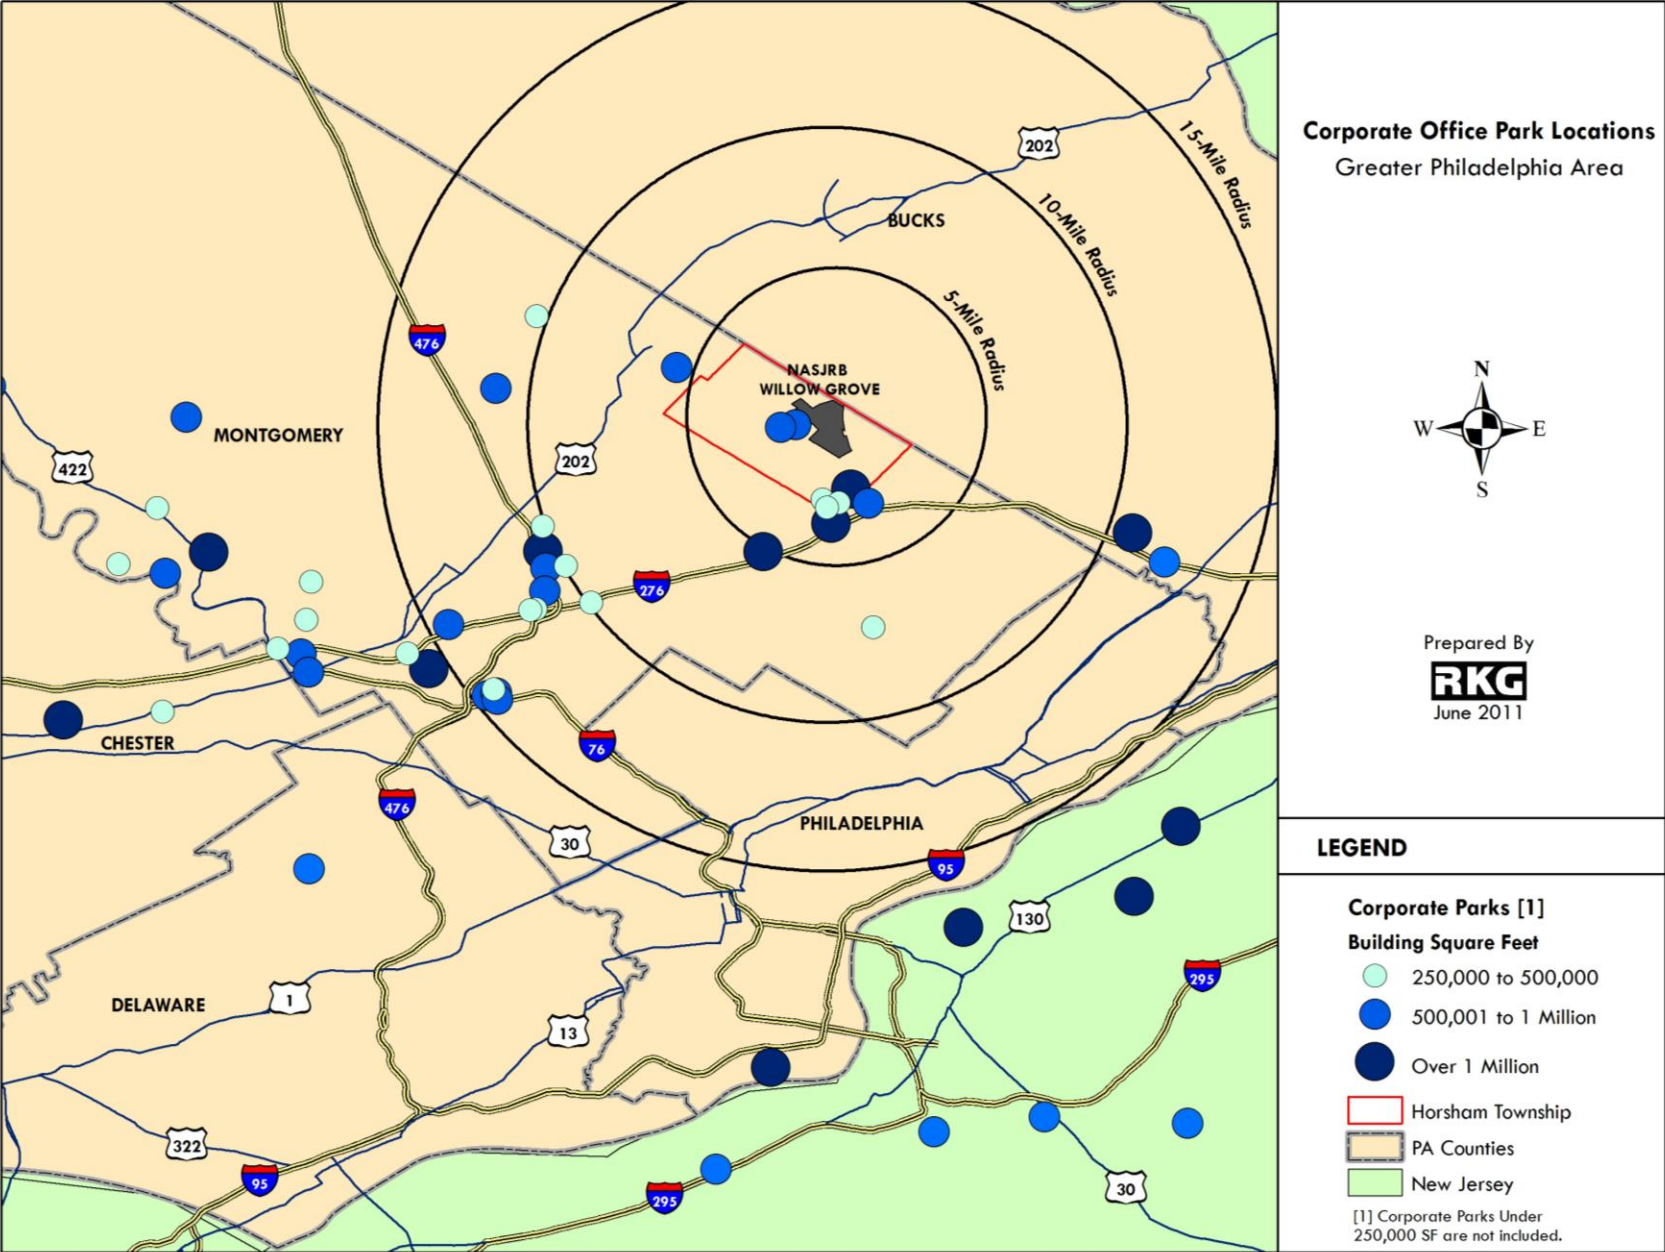 202
15-Mile Radius
10-Mile Radius
BUCKS
5-Mile Radius
476
NASJRB
WILLOW GROVE
MONTGOMERY
422
202
276
CHESTER
76
476
30
PHILADELPHIA
95
130
295
DELAWARE
1
13
322
95
295
30
Corporate Office Park Locations
Greater Philadelphia Area
N
W E
S
Prepared By
RKG
June 2011
LEGEND
Corporate Parks [1]
Building Square Feet
250,000 to 500,000
500,001 to 1 Million
Over 1 Million
Horsham Township
PA Counties
New Jersey
[1] Corporate Parks Under
250,000 SF are not included.